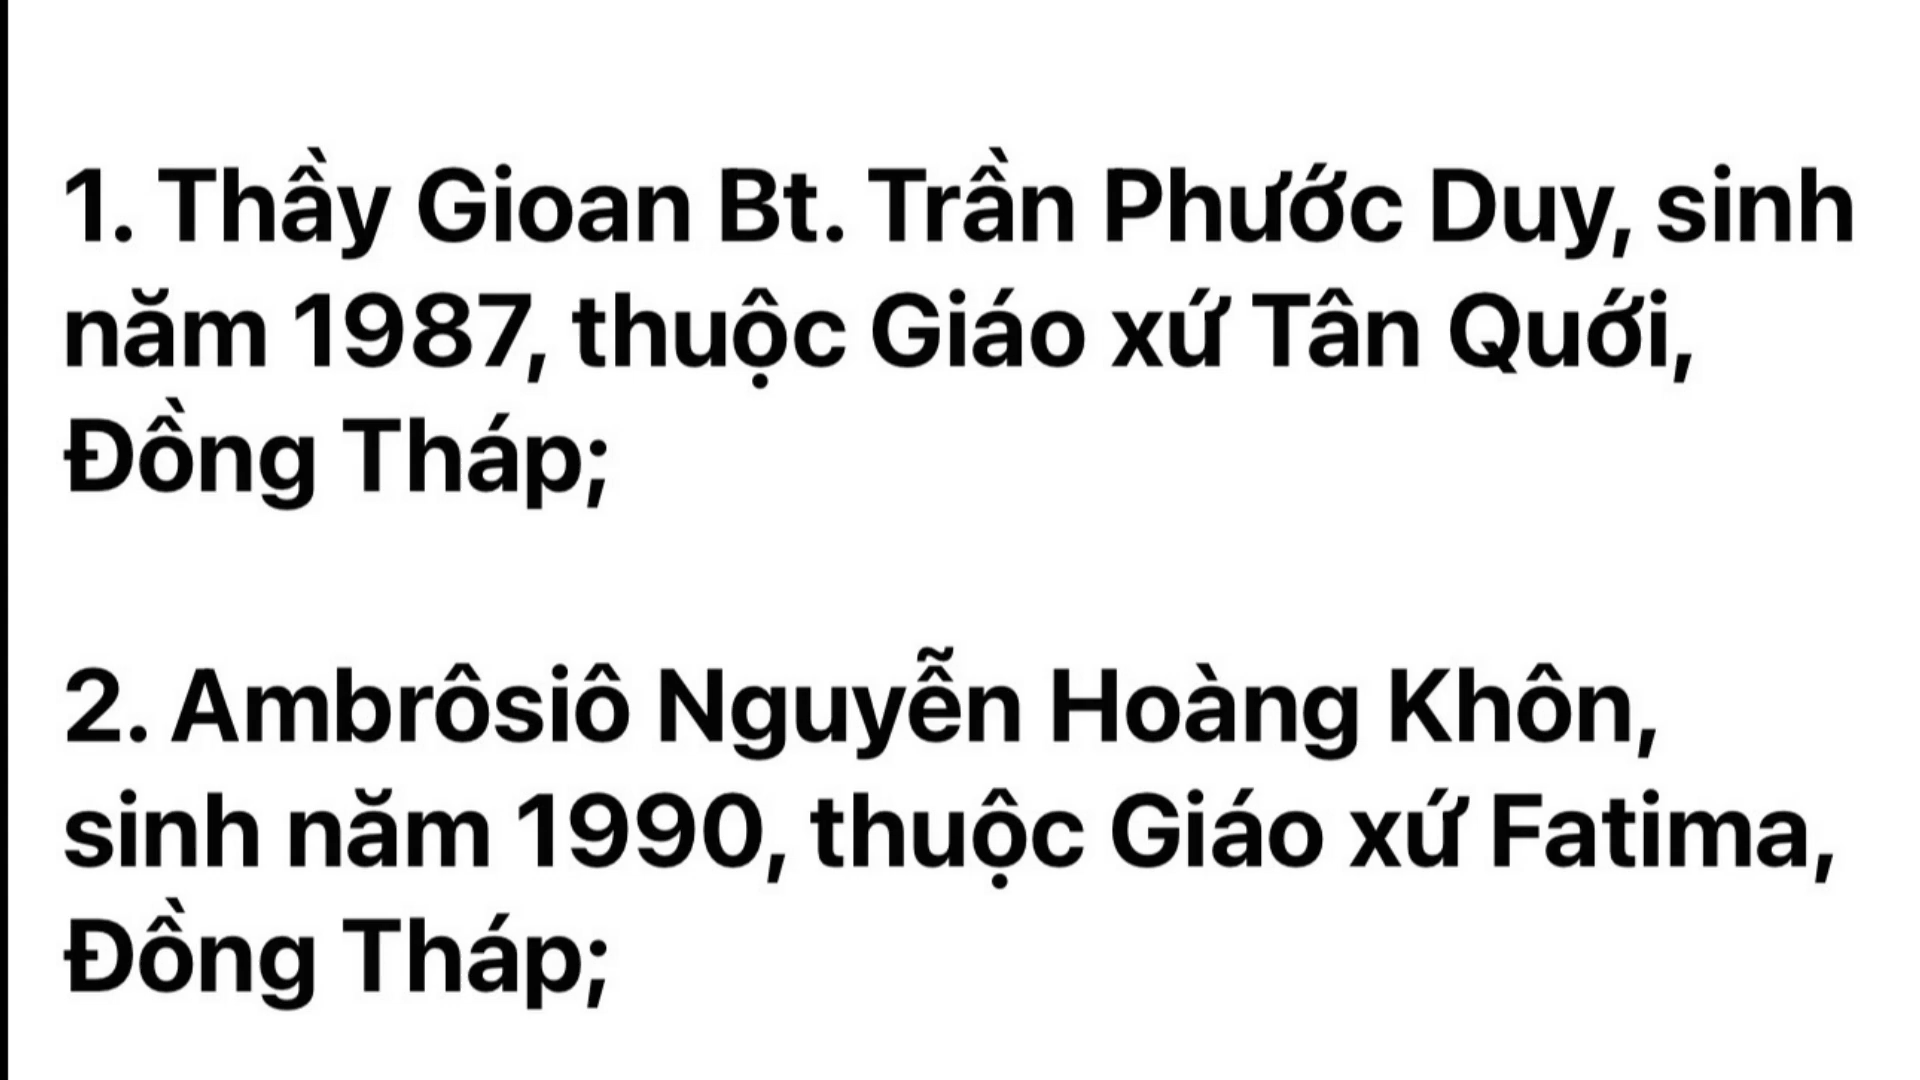 1. Thầy Gioan Bt. Trần Phước Duy, sinh
năm 1987, thuộc Giáo xứ Tân Quới,
Đồng Tháp;
2. Ambrôsiô Nguyễn Hoàng Khôn,
sinh năm 1990, thuộc Giáo xứ Fatima,
Đồng Tháp;